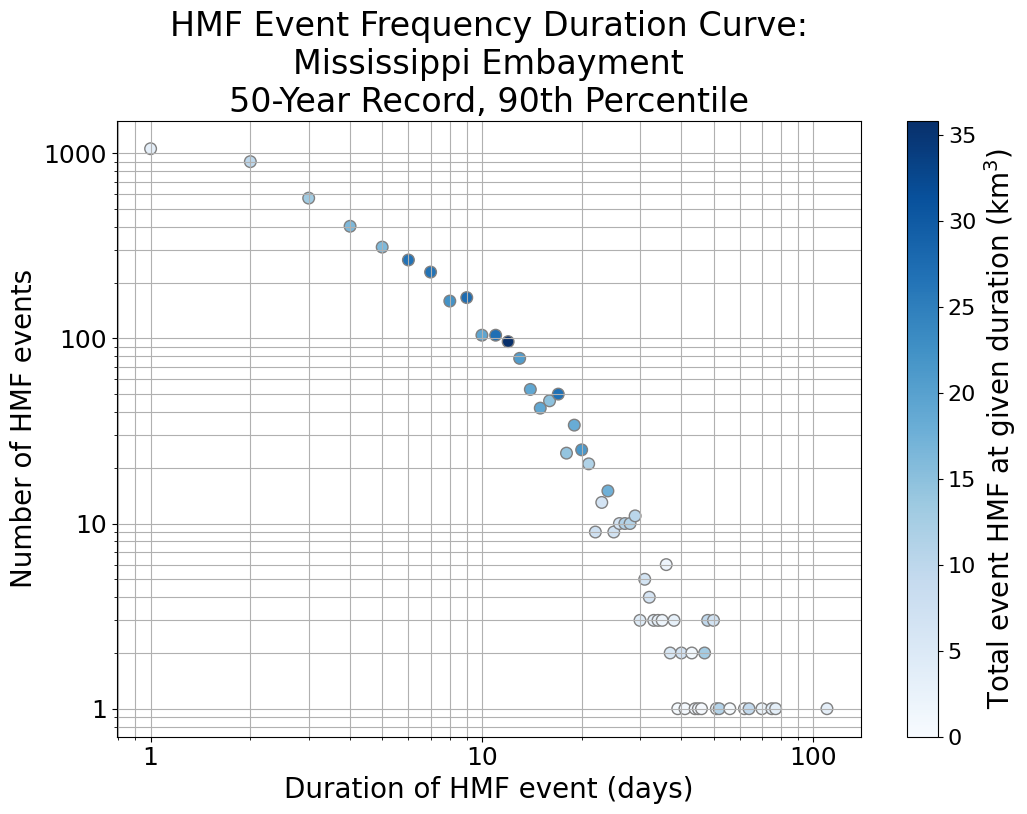 HMF Event Frequency Duration Curve:
Mississippi Embayment
50-Year Record, 90th Percentile
Number of HMF events
1000
100
10
1
1
10
100
Duration of HMF event (days)
35
30
25
20
15
10
5
0
Total event HMF at given duration (km³)